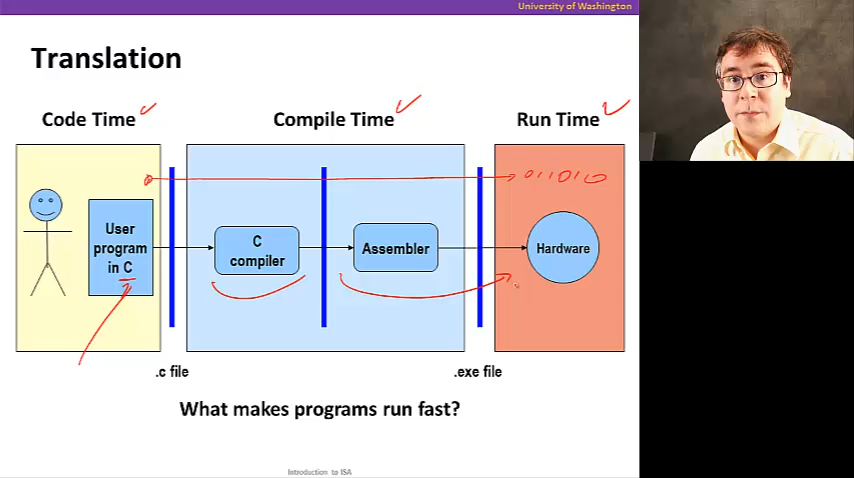 University of Washington
Translation
Code Time
Compile Time
Run Time
011010
User
program
in C
C
compiler
Assembler
Hardware
.c file
.exe file
What makes programs run fast?
Introduction to ISA